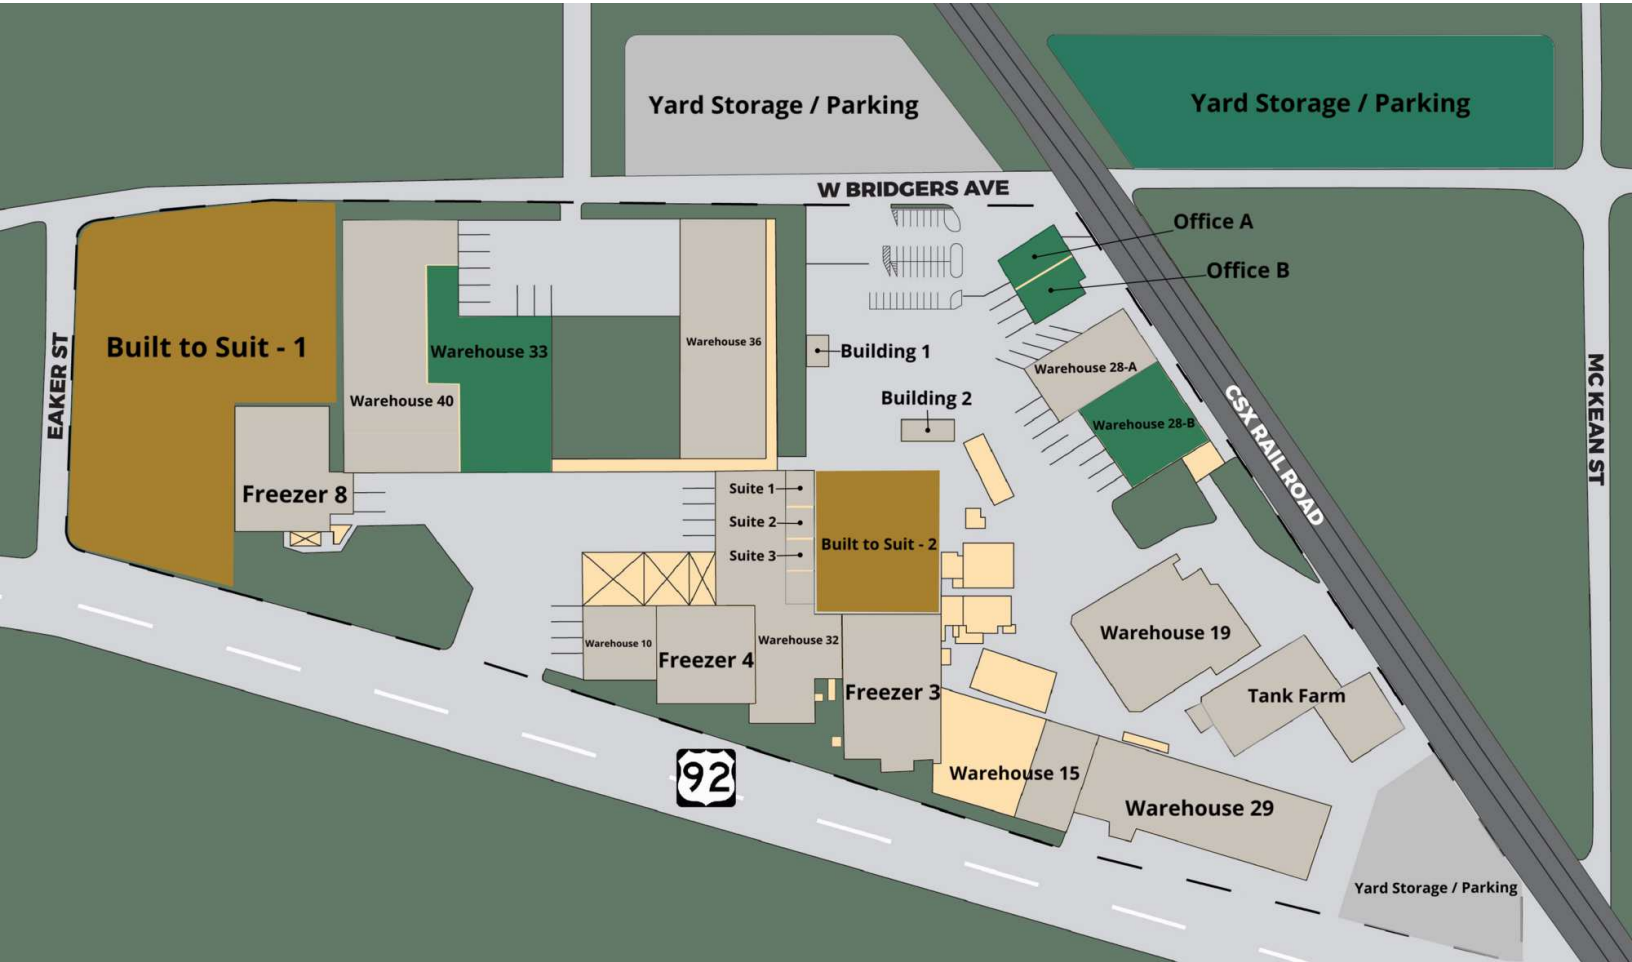 Yard Storage / Parking
Yard Storage / Parking
W BRIDGERS AVE
Office A
Office B
EAKER ST
Built to Suit - 1
Warehouse 33
Warehouse 36
Building 1
Warehouse 28-A
Warehouse 40
Building 2
Warehouse 28-B
CSX RAIL ROAD
MC KEAN ST
Freezer 8
Suite 1
Suite 2
Suite 3
Built to Suit - 2
Warehouse 10
Freezer 4
Warehouse 32
Freezer 3
Warehouse 19
Tank Farm
92
Warehouse 15
Warehouse 29
Yard Storage / Parking